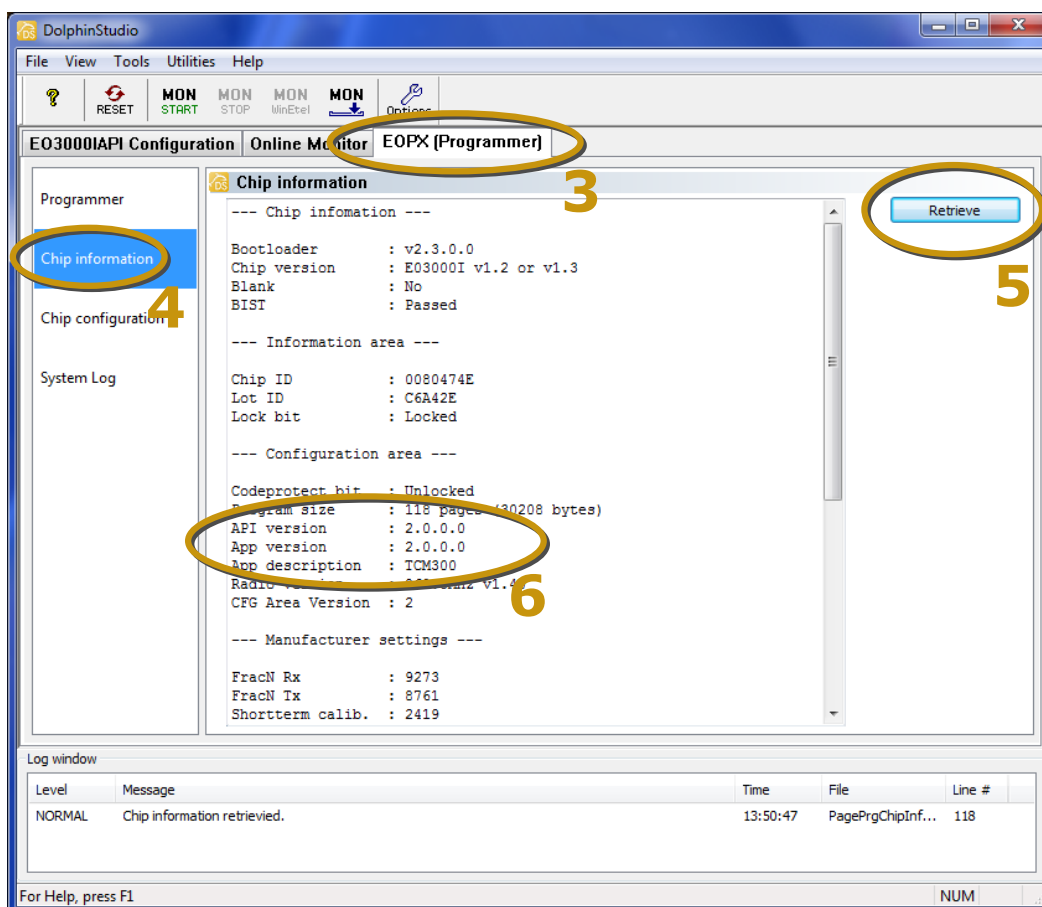 DolphinStudio
File View Tools Utilities Help
? RESET MON START MON STOP MON WinEtel MON Options
EO3000IAPI Configuration Online Monitor EOPX (Programmer)
3
Programmer
Chip information
4
Chip configuration
System Log
Chip information
Retrieve
5
--- Chip infomation ---
Bootloader : v2.3.0.0
Chip version : EO3000I v1.2 or v1.3
Blank : No
BIST : Passed
--- Information area ---
Chip ID : 0080474E
Lot ID : C6A42E
Lock bit : Locked
--- Configuration area ---
Codeprotect bit : Unlocked
Program size : 118 pages (30208 bytes)
API version : 2.0.0.0
App version : 2.0.0.0
App description : TCM300
6
Radio version :
CFG Area Version : 2
--- Manufacturer settings ---
FracN Rx : 9273
FracN Tx : 8761
Shortterm calib. : 2419
Log window
Level Message Time File Line #
NORMAL Chip information retrievied. 13:50:47 PagePrgChipInf... 118
For Help, press F1 NUM